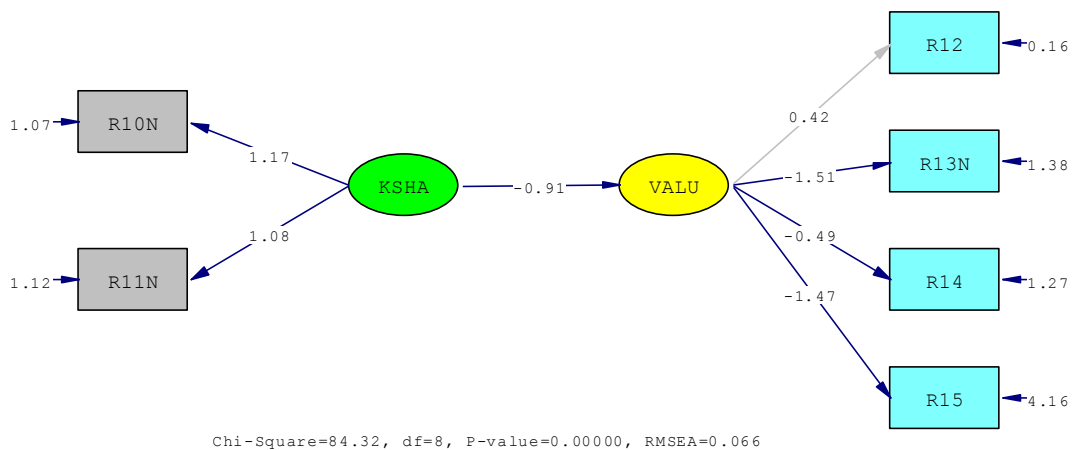 R12
0.16
R10N
1.07
0.42
1.17
R13N
1.38
KSHA
-0.91
VALU
-1.51
1.08
-0.49
R11N
1.12
R14
1.27
-1.47
R15
4.16
Chi-Square=84.32, df=8, P-value=0.00000, RMSEA=0.066